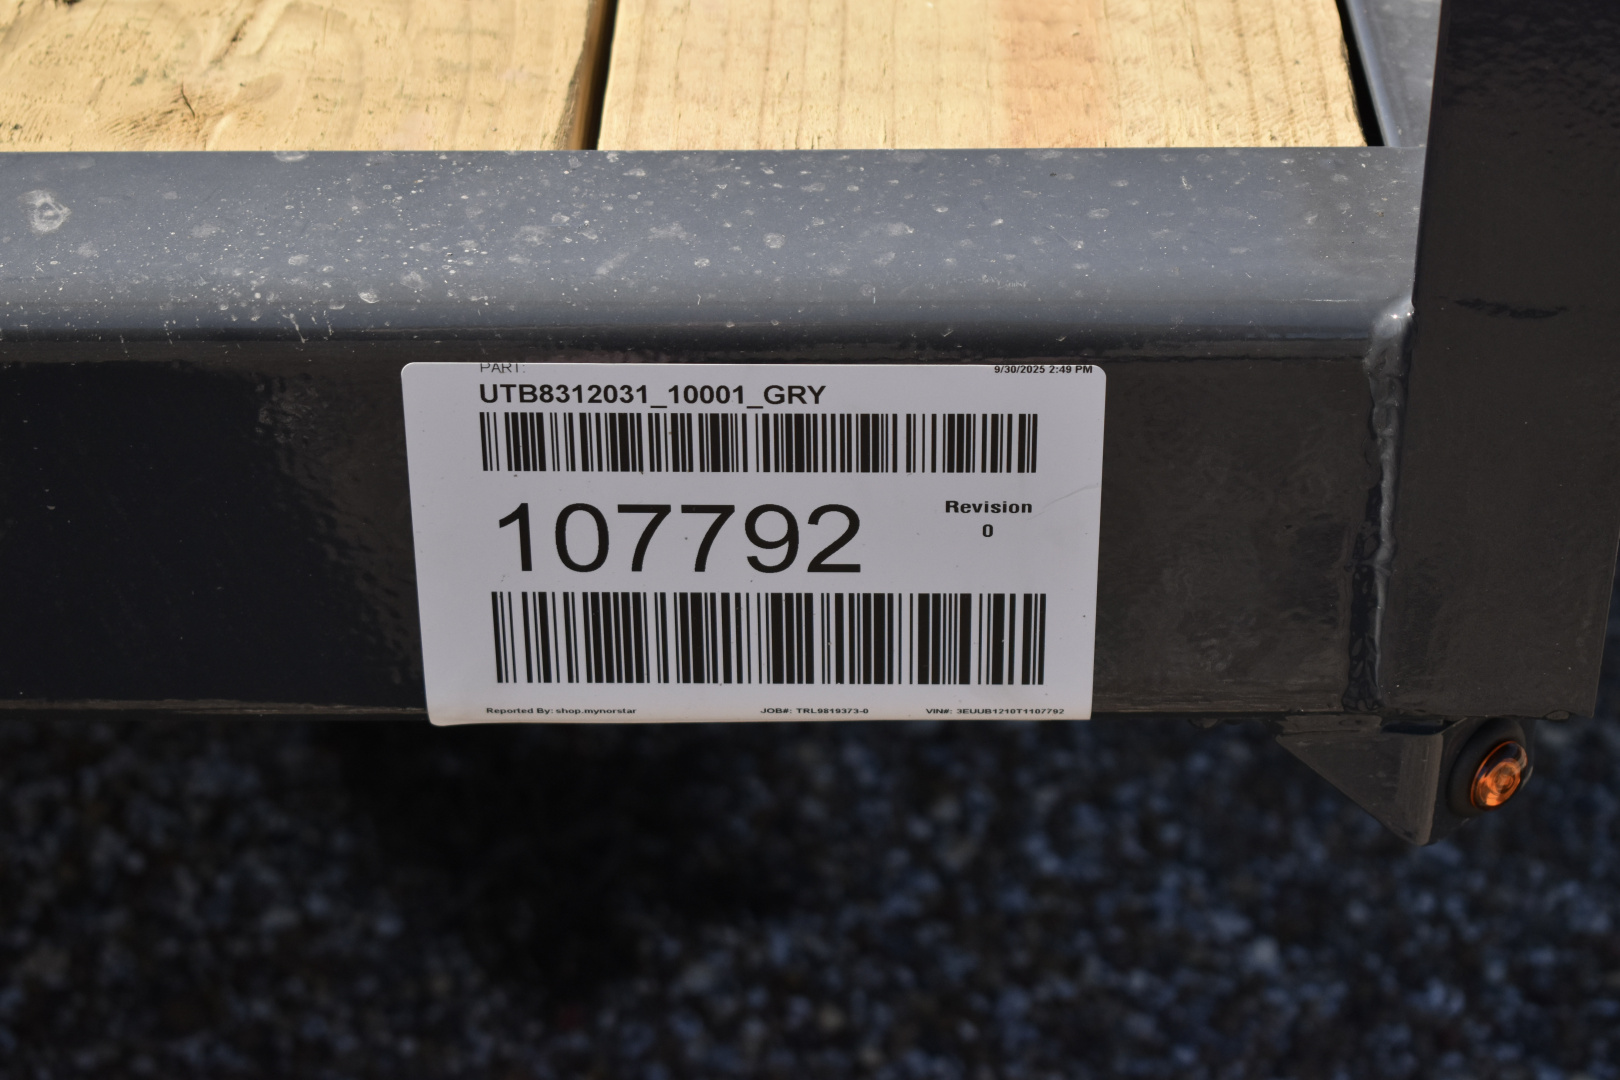 PART: 9/30/2025 2:49 PM
UTB8312031_10001_GRY
107792
Revision
0
Reported By: shop.mynorstar JOB#: TRL9819373-0 VIN#: 3EUUB1210T1107792